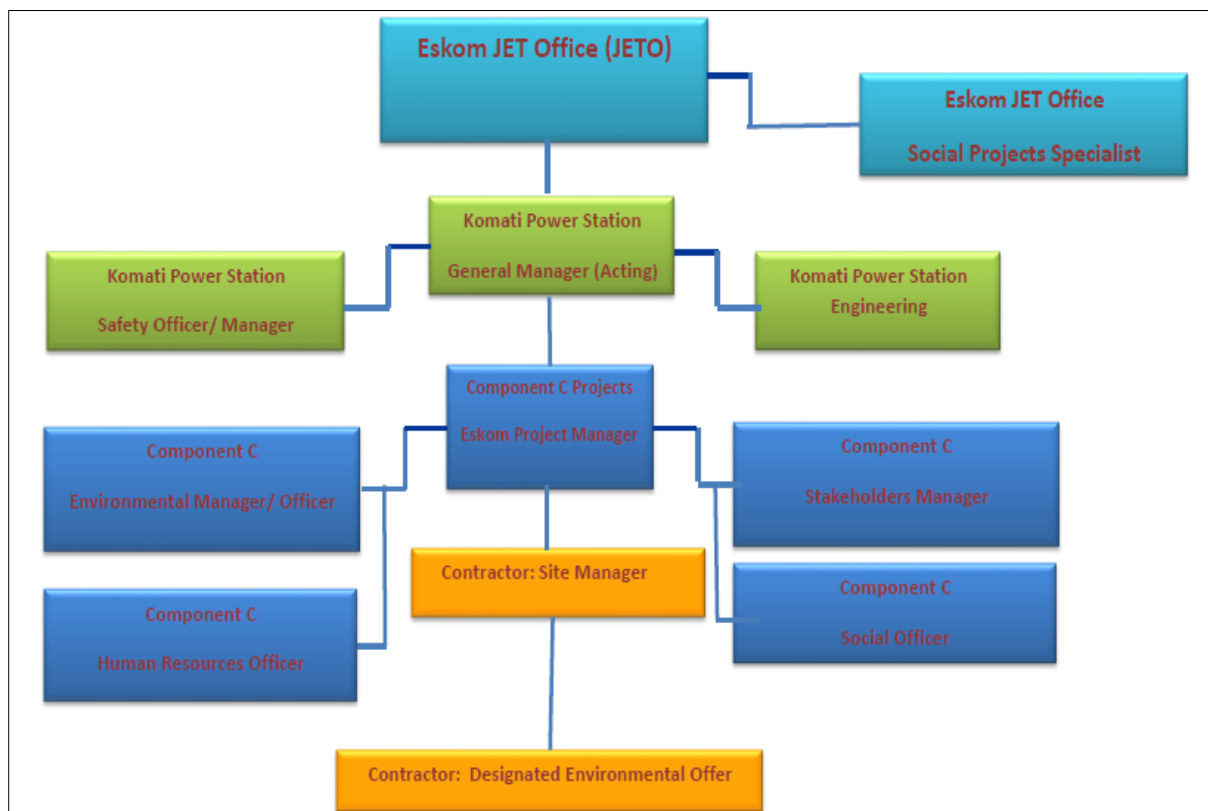 Eskom JET Office (JETO)
Eskom JET Office
Social Projects Specialist
Komati Power Station
General Manager (Acting)
Komati Power Station
Safety Officer/ Manager
Komati Power Station
Engineering
Component C Projects
Eskom Project Manager
Component C
Environmental Manager/ Officer
Component C
Stakeholders Manager
Contractor: Site Manager
Component C
Human Resources Officer
Component C
Social Officer
Contractor:  Designated Environmental Offer